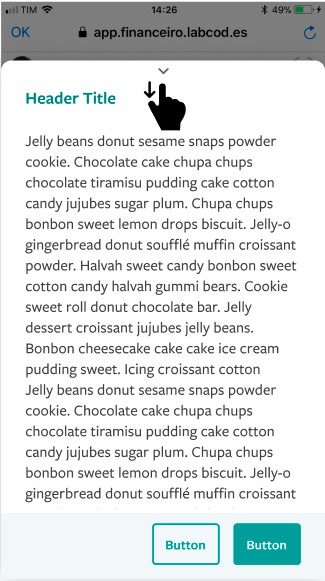 TIM 14:26 49%
OK app.financeiro.labcod.es
Header Title
Jelly beans donut sesame snaps powder
cookie. Chocolate cake chupa chups
chocolate tiramisu pudding cake cotton
candy jujubes sugar plum. Chupa chups
bonbon sweet lemon drops biscuit. Jelly-o
gingerbread donut soufflé muffin croissant
powder. Halvah sweet candy bonbon sweet
cotton candy halvah gummi bears. Cookie
sweet roll donut chocolate bar. Jelly
dessert croissant jujubes jelly beans.
Bonbon cheesecake cake cake ice cream
pudding sweet. Icing croissant cotton
Jelly beans donut sesame snaps powder
cookie. Chocolate cake chupa chups
chocolate tiramisu pudding cake cotton
candy jujubes sugar plum. Chupa chups
bonbon sweet lemon drops biscuit. Jelly-o
gingerbread donut soufflé muffin croissant
Button Button